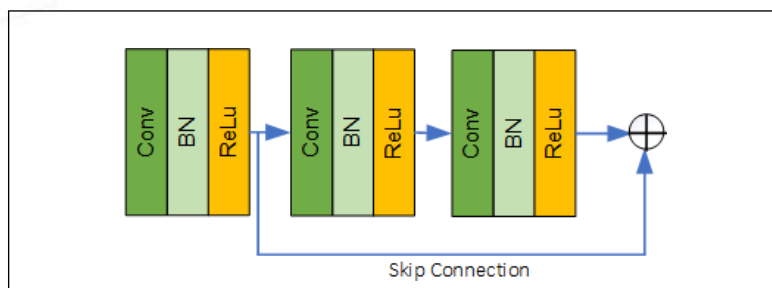 Conv
BN
ReLu
Conv
BN
ReLu
Conv
BN
ReLu
Skip Connection